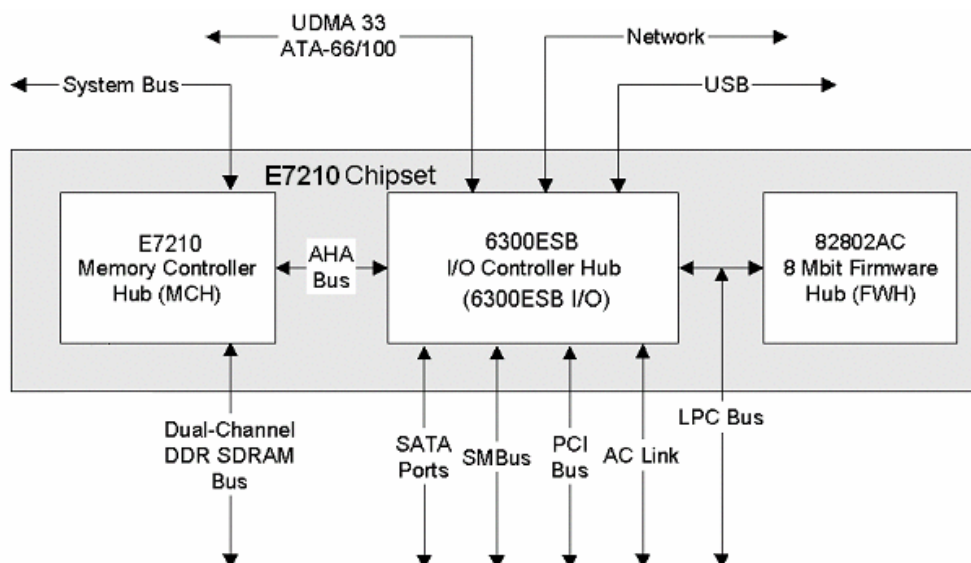 UDMA 33
ATA-66/100
Network
System Bus
USB
E7210 Chipset
E7210
Memory Controller
Hub (MCH)
AHA
Bus
6300ESB
I/O Controller Hub
(6300ESB I/O)
82802AC
8 Mbit Firmware
Hub (FWH)
Dual-Channel
DDR SDRAM
Bus
SATA
Ports
SMBus
PCI
Bus
AC Link
LPC Bus